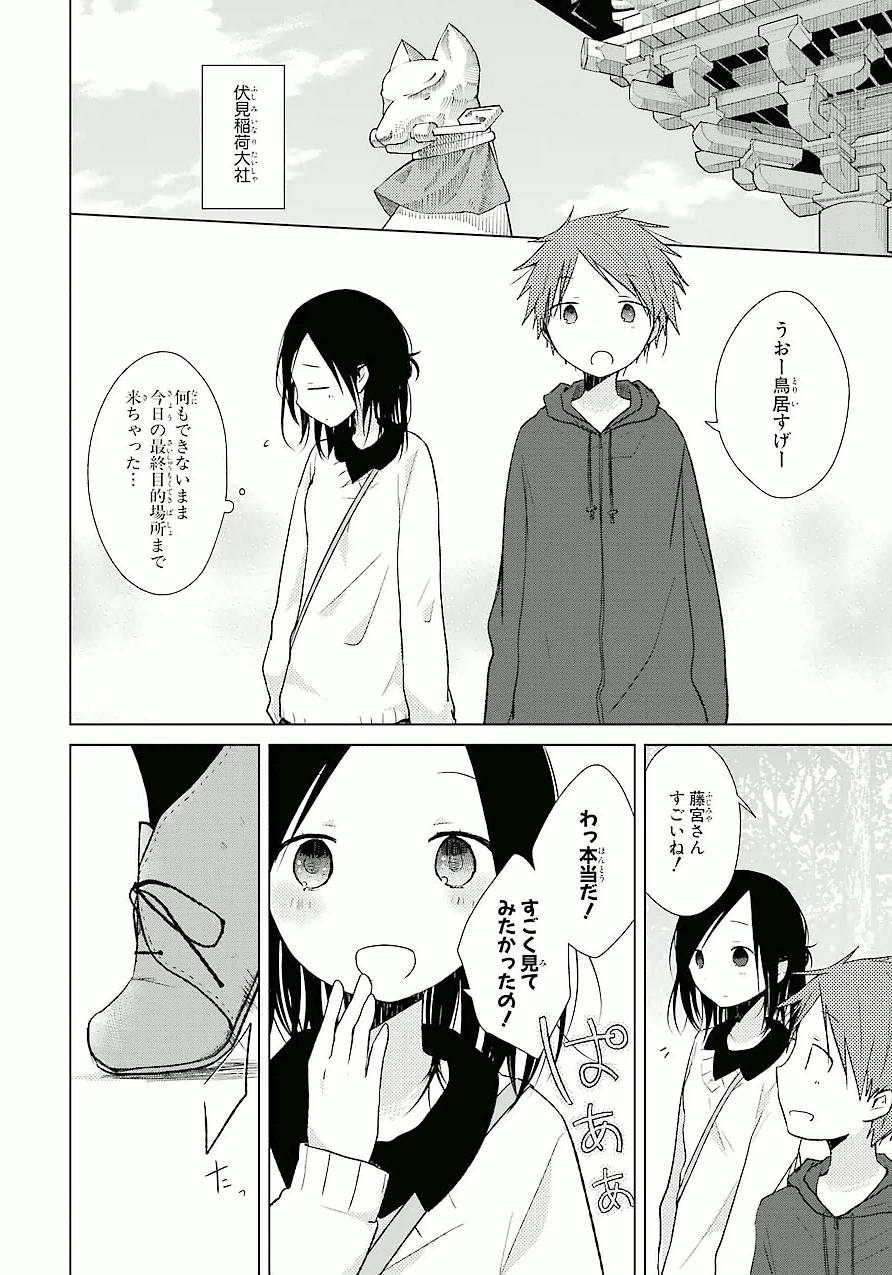 伏見稲荷大社
うおー鳥居すげー
何もできないまま
今日の最終目的場所まで
来ちゃった…
藤宮さん
すごいね!
わっ本当だ!
すごく見て
みたかったの!
ぱぁぁぁ
たっ